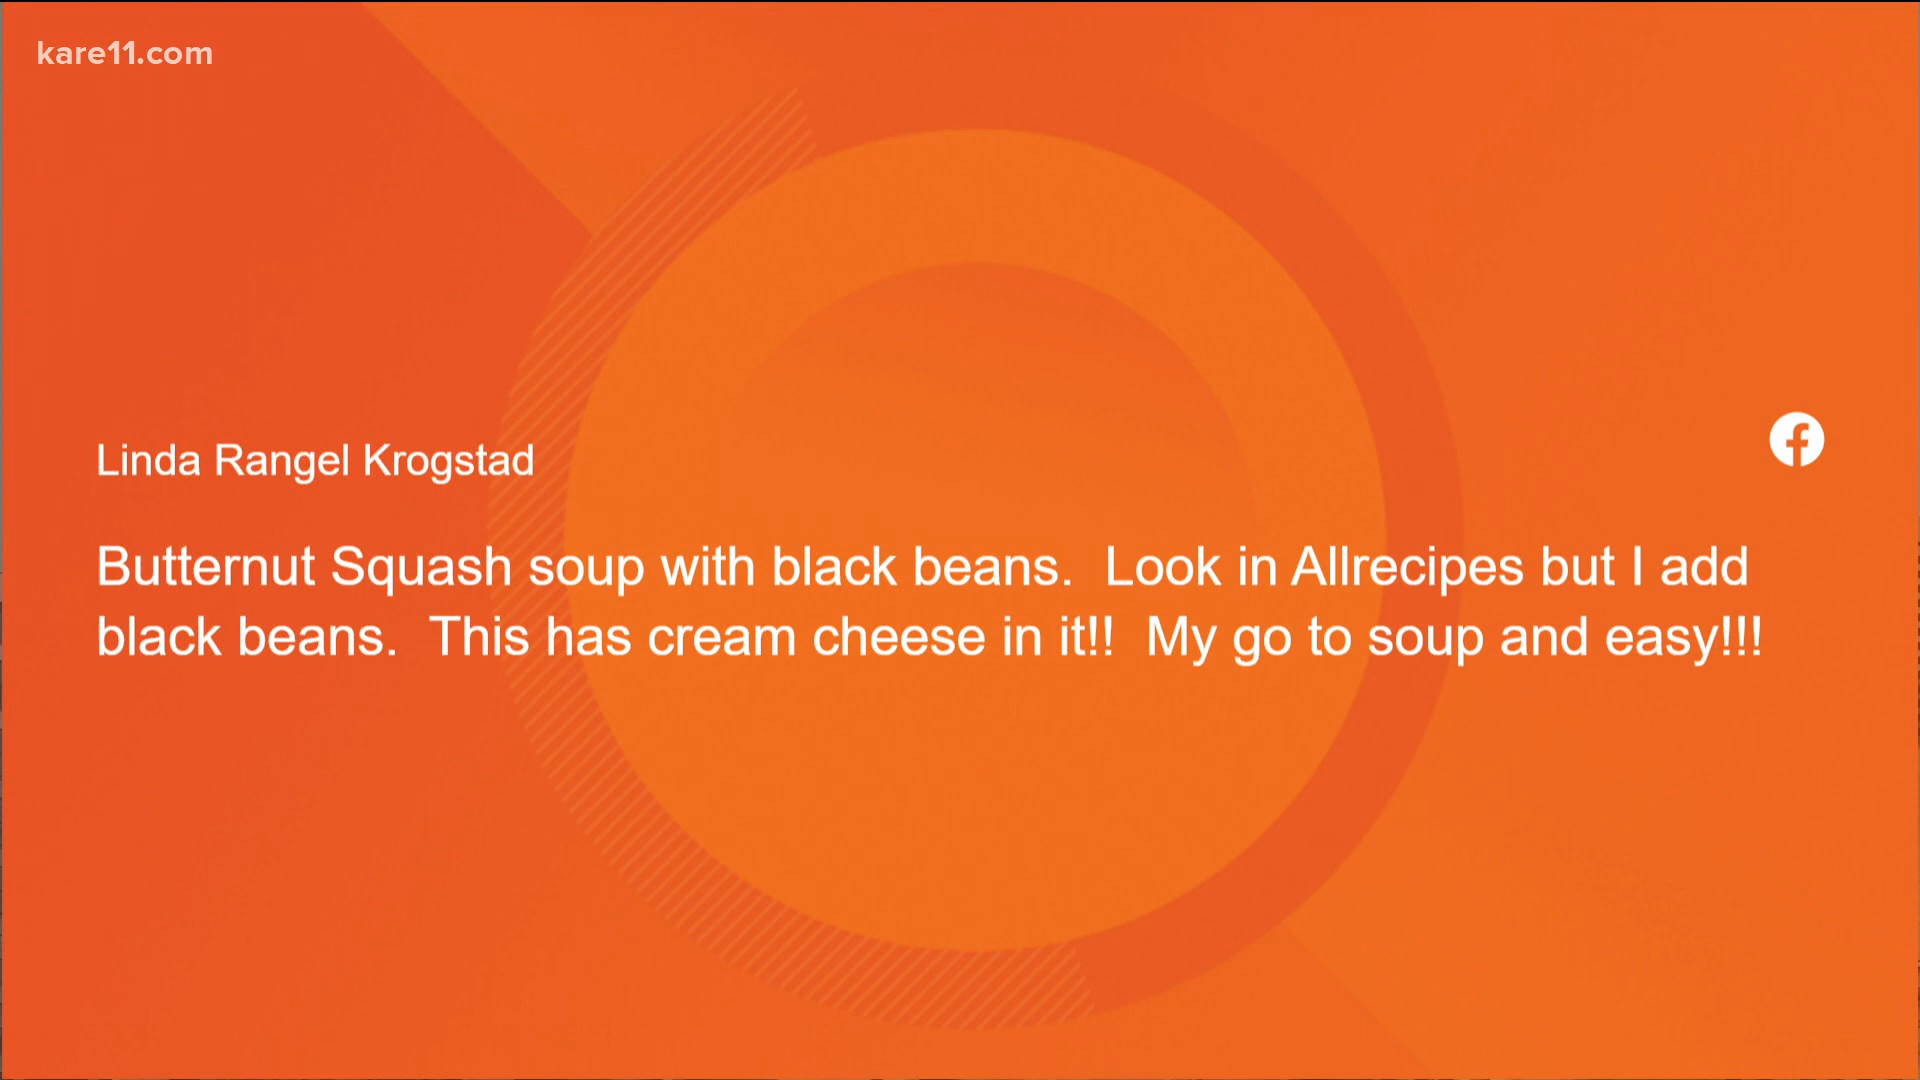 kare11.com
Linda Rangel Krogstad
Butternut Squash soup with black beans.  Look in Allrecipes but I add
black beans.  This has cream cheese in it!!  My go to soup and easy!!!